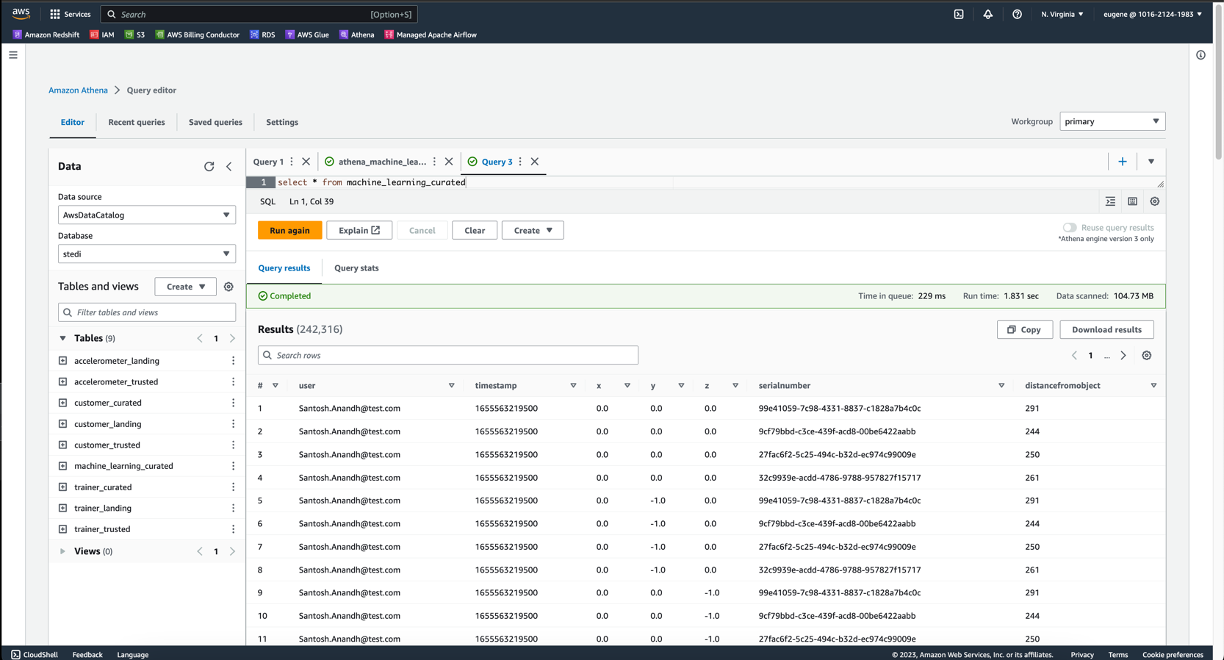 aws Services Search [Option+S] N. Virginia eugene @ 1016-2124-1983
Amazon Redshift IAM S3 AWS Billing Conductor RDS AWS Glue Athena Managed Apache Airflow
Amazon Athena > Query editor
Editor Recent queries Saved queries Settings Workgroup primary
Data
Data source
AwsDataCatalog
Database
stedi
Tables and views Create
Filter tables and views
Tables (9) 1
accelerometer_landing
accelerometer_trusted
customer_curated
customer_landing
customer_trusted
machine_learning_curated
trainer_curated
trainer_landing
trainer_trusted
Views (0) 1
Query 1 athena_machine_lea... Query 3
1 select * from machine_learning_curated
SQL Ln 1, Col 39
Run again Explain Cancel Clear Create Reuse query results
*Athena engine version 3 only
Query results Query stats
Completed Time in queue: 229 ms Run time: 1.831 sec Data scanned: 104.73 MB
Results (242,316) Copy Download results
Search rows 1 ...
# user timestamp x y z serialnumber distancefromobject
1 Santosh.Anandh@test.com 1655563219500 0.0 0.0 0.0 99e41059-7c98-4331-8837-c1828a7b4c0c 291
2 Santosh.Anandh@test.com 1655563219500 0.0 0.0 0.0 9cf79bbd-c3ce-439f-acd8-00be6422aabb 244
3 Santosh.Anandh@test.com 1655563219500 0.0 0.0 0.0 27fac6f2-5c25-494c-b32d-ec974c99009e 250
4 Santosh.Anandh@test.com 1655563219500 0.0 0.0 0.0 32c9939e-acdd-4786-9788-957827f15717 261
5 Santosh.Anandh@test.com 1655563219500 0.0 -1.0 0.0 99e41059-7c98-4331-8837-c1828a7b4c0c 291
6 Santosh.Anandh@test.com 1655563219500 0.0 -1.0 0.0 9cf79bbd-c3ce-439f-acd8-00be6422aabb 244
7 Santosh.Anandh@test.com 1655563219500 0.0 -1.0 0.0 27fac6f2-5c25-494c-b32d-ec974c99009e 250
8 Santosh.Anandh@test.com 1655563219500 0.0 -1.0 0.0 32c9939e-acdd-4786-9788-957827f15717 261
9 Santosh.Anandh@test.com 1655563219500 0.0 0.0 -1.0 99e41059-7c98-4331-8837-c1828a7b4c0c 291
10 Santosh.Anandh@test.com 1655563219500 0.0 0.0 -1.0 9cf79bbd-c3ce-439f-acd8-00be6422aabb 244
11 Santosh.Anandh@test.com 1655563219500 0.0 0.0 -1.0 27fac6f2-5c25-494c-b32d-ec974c99009e 250
CloudShell Feedback Language © 2023, Amazon Web Services, Inc. or its affiliates. Privacy Terms Cookie preferences